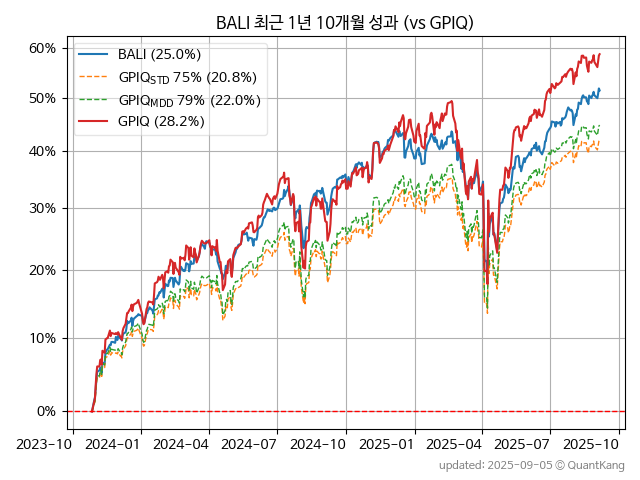 BALI 최근 1년 10개월 성과 (vs GPIQ)
60%
50%
40%
30%
20%
10%
0%
BALI (25.0%)
GPIQSTD 75% (20.8%)
GPIQMDD 79% (22.0%)
GPIQ (28.2%)
2023-10 2024-01 2024-04 2024-07 2024-10 2025-01 2025-04 2025-07 2025-10
updated: 2025-09-05 © QuantKang